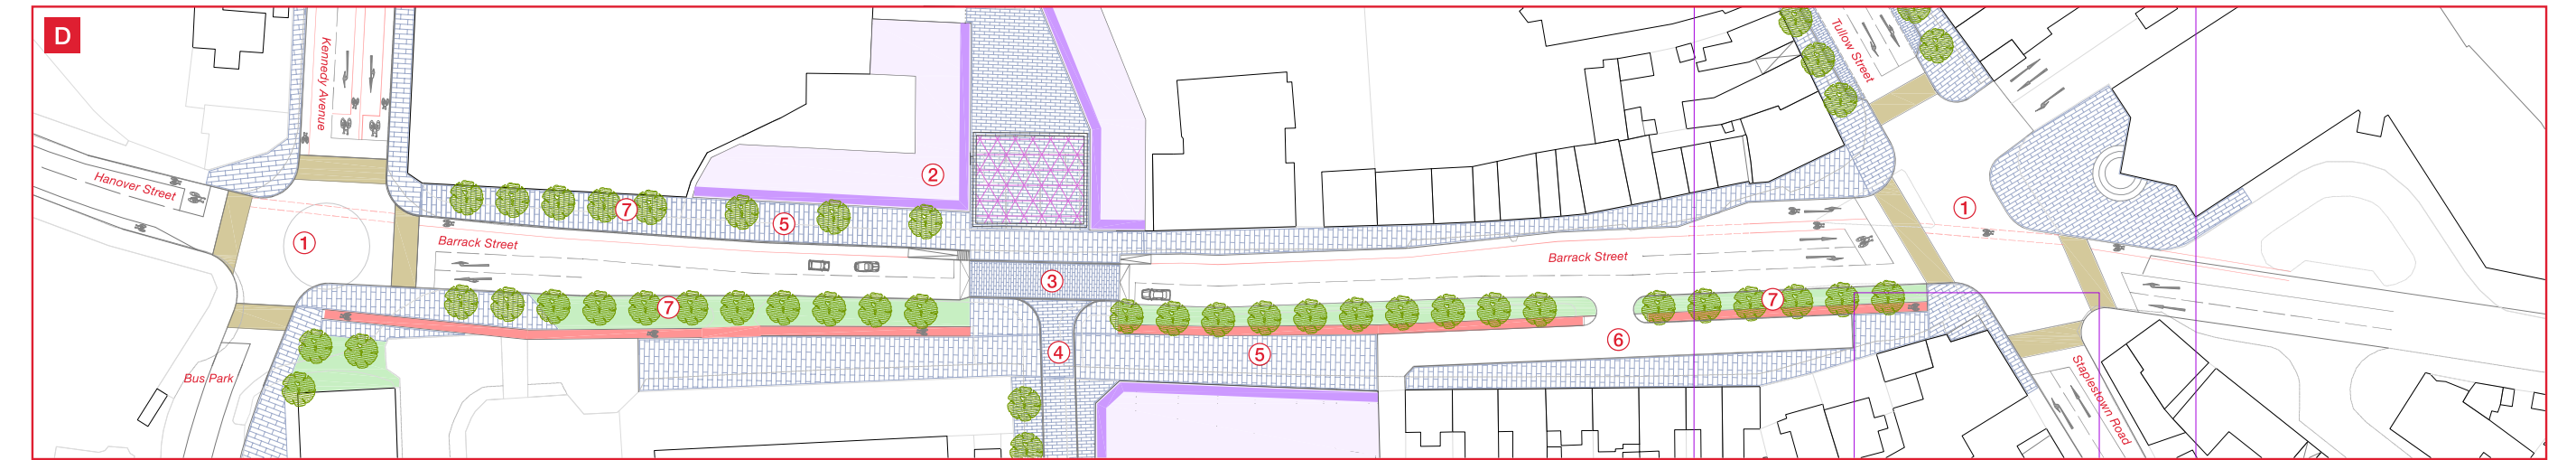 D
Kennedy Avenue
Tullow Street
Hanover Street
2
7
5
1
1
Barrack Street
Barrack Street
3
7
7
4
5
6
Bus Park
Staplestown Road